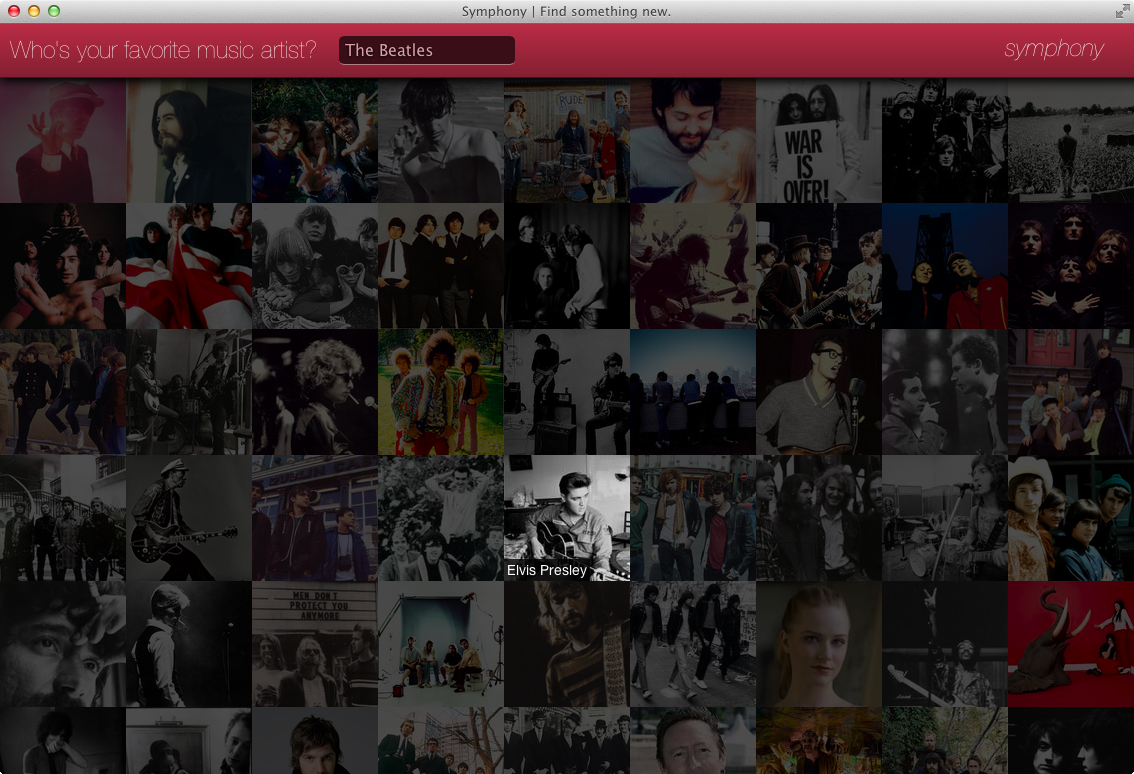 Symphony | Find something new.
Who's your favorite music artist?
The Beatles
symphony
RUDE
WAR
IS
OVER!
Elvis Presley
MEN DON'T
PROTECT YOU
ANYMORE